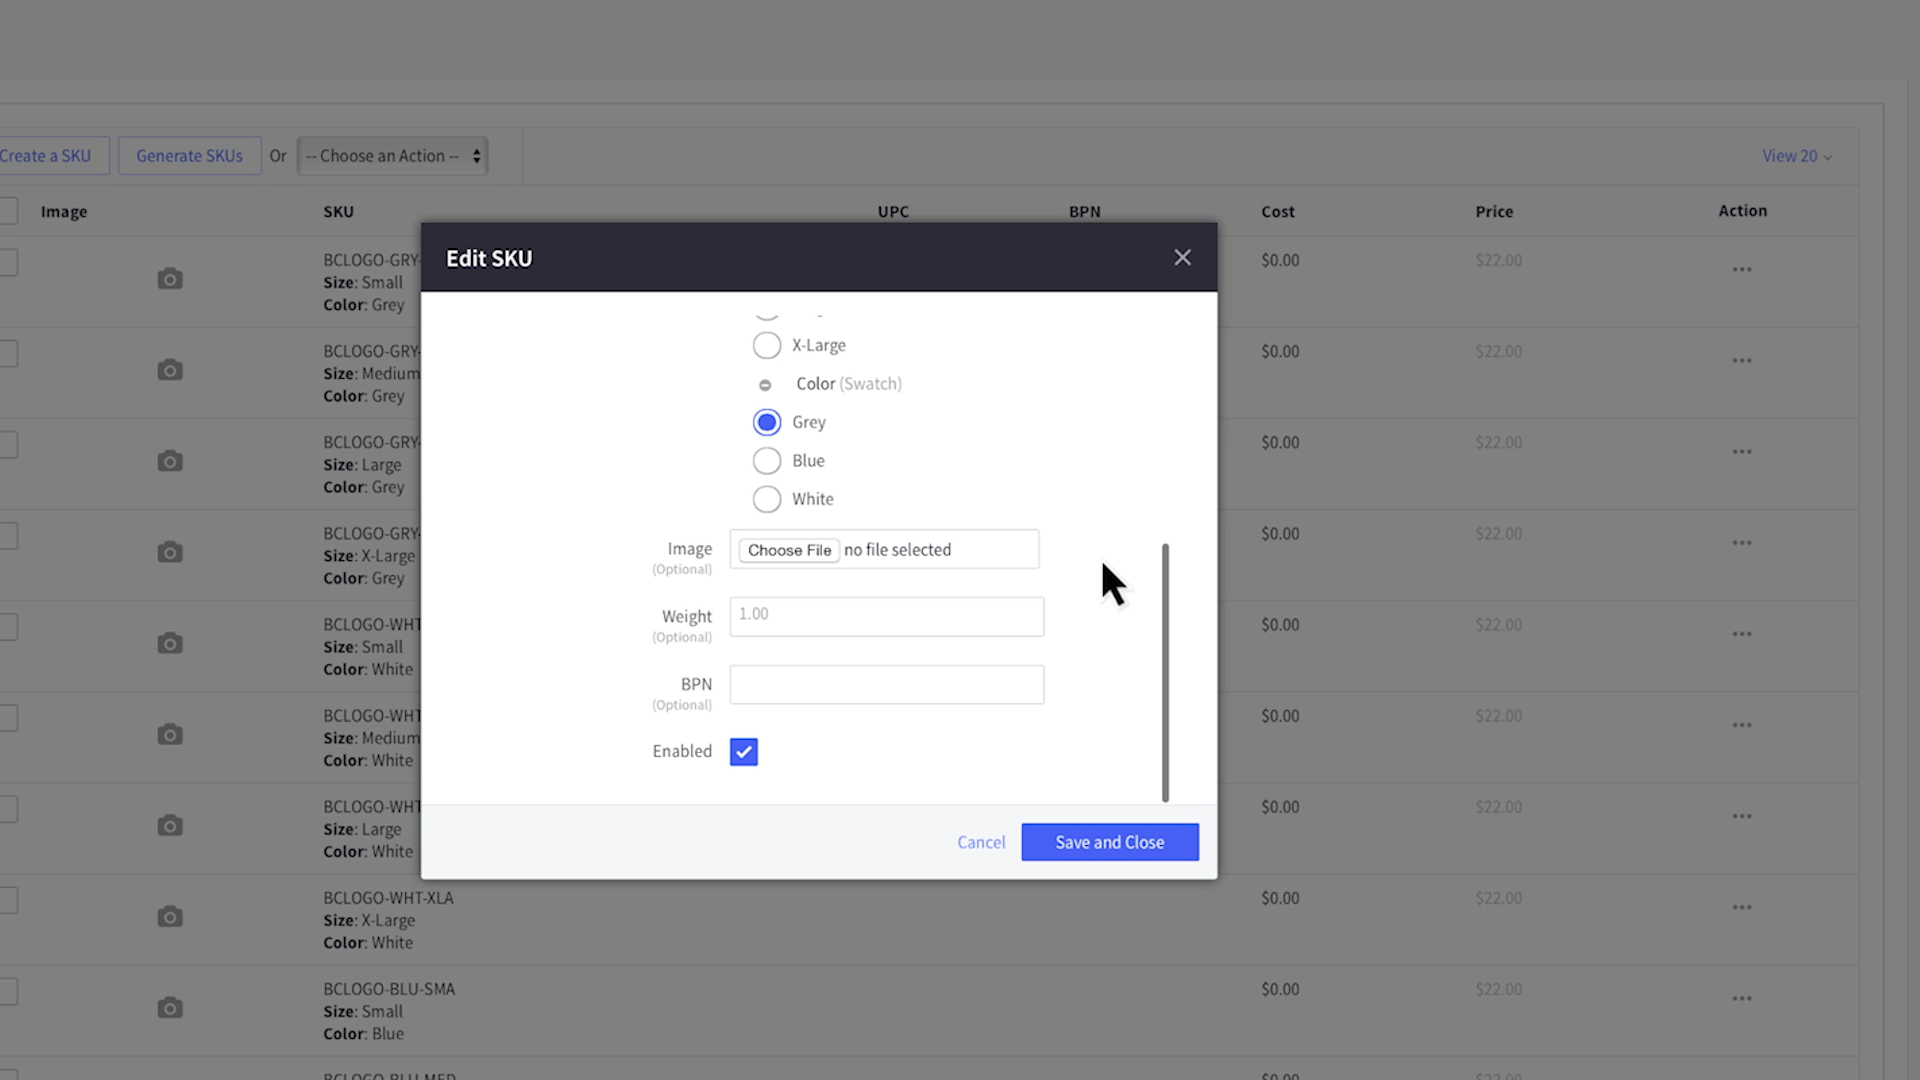 Create a SKU
Generate SKUs
Or
-- Choose an Action --
View 20
Image
SKU
UPC
BPN
Cost
Price
Action
BCLOGO-GRY-
Size: Small
Color: Grey
$0.00
$22.00
BCLOGO-GRY-
Size: Medium
Color: Grey
$0.00
$22.00
BCLOGO-GRY-
Size: Large
Color: Grey
$0.00
$22.00
BCLOGO-GRY-
Size: X-Large
Color: Grey
$0.00
$22.00
BCLOGO-WHT
Size: Small
Color: White
$0.00
$22.00
BCLOGO-WHT
Size: Medium
Color: White
$0.00
$22.00
BCLOGO-WHT
Size: Large
Color: White
$0.00
$22.00
BCLOGO-WHT-XLA
Size: X-Large
Color: White
$0.00
$22.00
BCLOGO-BLU-SMA
Size: Small
Color: Blue
$0.00
$22.00
BCLOGO-BLU-MED
$0.00
$22.00
Edit SKU
X-Large
Color (Swatch)
Grey
Blue
White
Image
(Optional)
Choose File no file selected
Weight
(Optional)
1.00
BPN
(Optional)
Enabled
Cancel
Save and Close